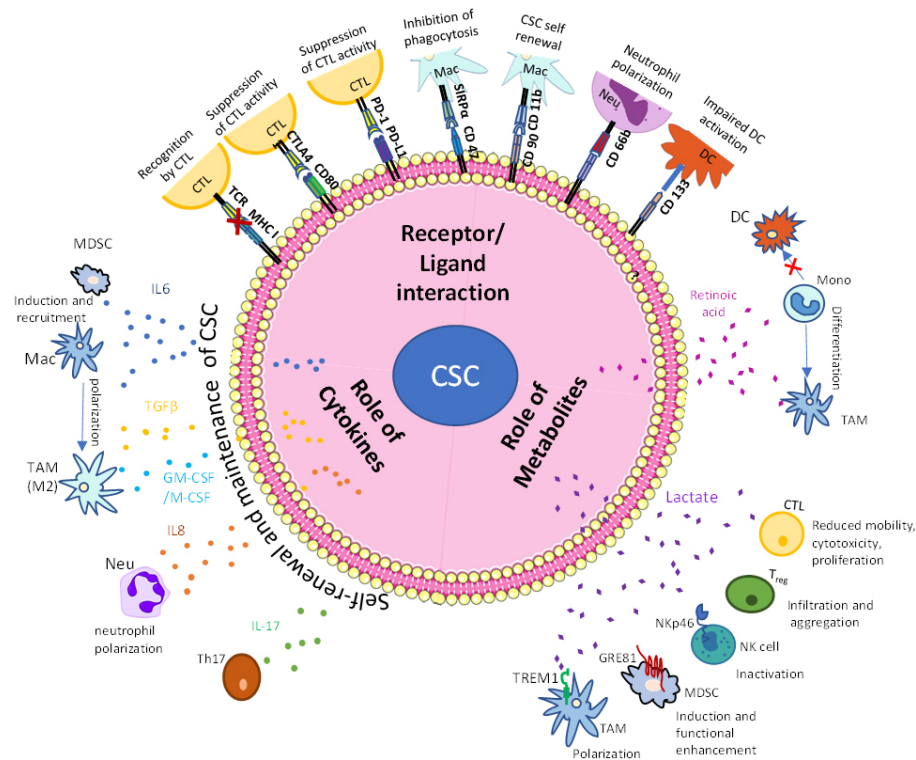 Recognition
by CTL
CTL
TCR
MHC I
Suppression
of CTL activity
CTL
CTLA4
CD80
Suppression
of CTL activity
CTL
PD-1
PD-L1
Inhibition of
phagocytosis
Mac
SIRPα
CD 47
CSC self
renewal
Mac
CD 11b
CD 90
Neutrophil
polarization
Neu
CD 66b
Impaired DC
activation
DC
CD 133
?
Receptor/
Ligand
interaction
CSC
Role of
Cytokines
Role of
Metabolites
Self-renewal and maintenance of CSC
MDSC
Induction and
recruitment
IL6
Mac
polarization
TGFβ
TAM
(M2)
GM-CSF
/M-CSF
IL8
Neu
neutrophil
polarization
IL-17
Th17
DC
Mono
Retinoic
acid
Differentiation
TAM
Lactate
CTL
Reduced mobility,
cytotoxicity,
proliferation
Treg
Infiltration and
aggregation
NKp46
NK cell
Inactivation
GRE81
MDSC
Induction and
functional
enhancement
TREM1
TAM
Polarization